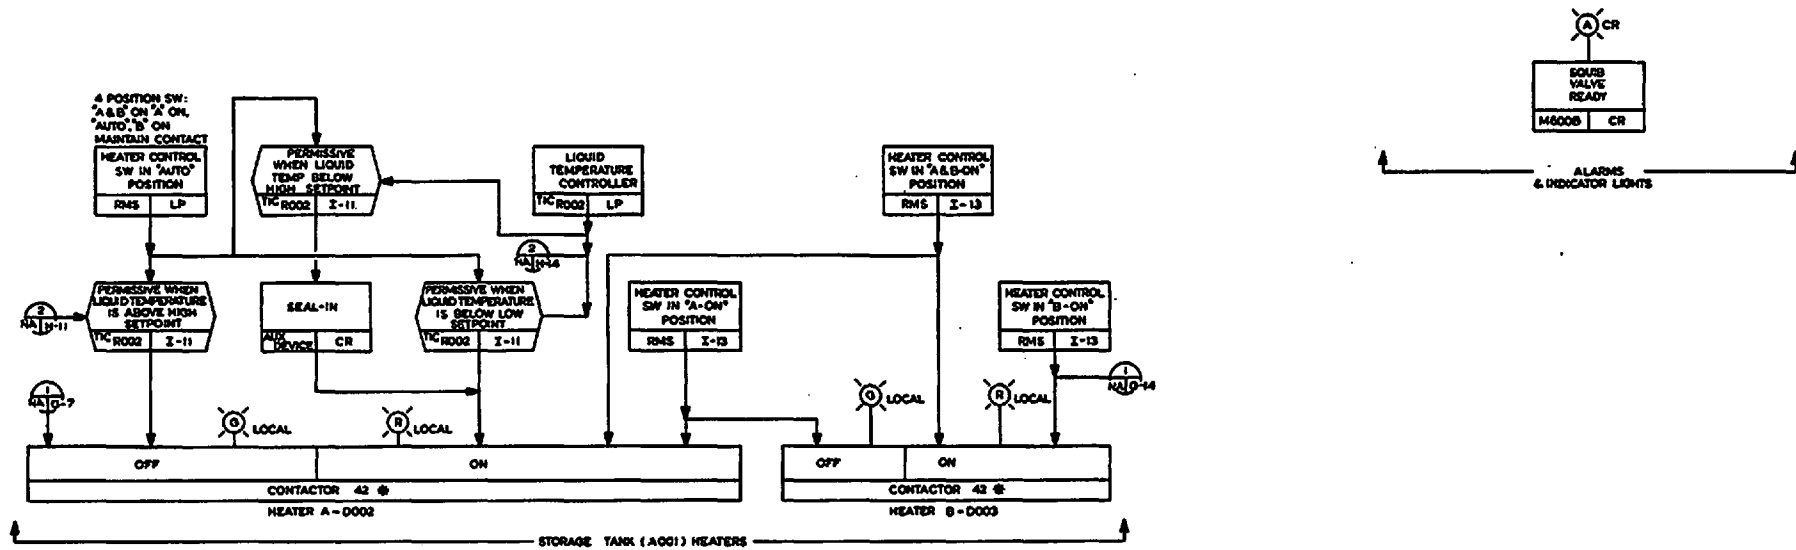 A CR
SQUIB
VALVE
READY
M600B CR
ALARMS
& INDICATOR LIGHTS
4 POSITION SW:
"A&B" ON "A" ON,
"AUTO", "B" ON
MAINTAIN CONTACT
HEATER CONTROL
SW IN "AUTO"
POSITION
RMS LP
PERMISSIVE
WHEN LIQUID
TEMP BELOW
HIGH SETPOINT
TIC R002 I-11
LIQUID
TEMPERATURE
CONTROLLER
TIC R002 LP
HEATER CONTROL
SW IN "A&B-ON"
POSITION
RMS I-13
2
NA H-14
2
NA H-11
PERMISSIVE WHEN
LIQUID TEMPERATURE
IS ABOVE HIGH
SETPOINT
TIC R002 I-11
SEAL-IN
AUX DEVICE CR
PERMISSIVE WHEN
LIQUID TEMPERATURE
IS BELOW LOW
SETPOINT
TIC R002 I-11
HEATER CONTROL
SW IN "A-ON"
POSITION
RMS I-13
HEATER CONTROL
SW IN "B-ON"
POSITION
RMS I-13
1
NA G-7
1
NA G-14
G LOCAL
R LOCAL
G LOCAL
R LOCAL
OFF ON
CONTACTOR 42 *
HEATER A-D002
OFF ON
CONTACTOR 42 *
HEATER B-D003
STORAGE TANK (A001) HEATERS